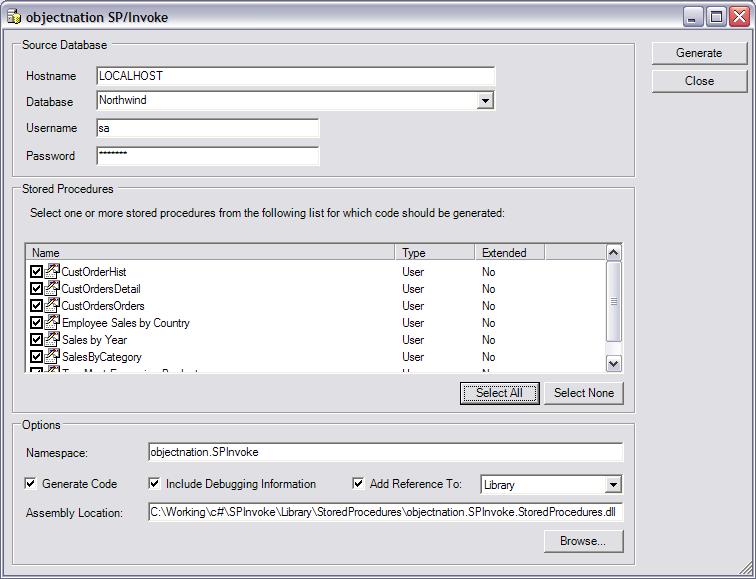 objectnation SP/Invoke
Source Database
Generate
Hostname LOCALHOST
Close
Database Northwind
Username sa
Password *******
Stored Procedures
Select one or more stored procedures from the following list for which code should be generated:
Name Type Extended
CustOrderHist User No
CustOrdersDetail User No
CustOrdersOrders User No
Employee Sales by Country User No
Sales by Year User No
SalesByCategory User No
Select All Select None
Options
Namespace: objectnation.SPInvoke
Generate Code Include Debugging Information Add Reference To: Library
Assembly Location: C:\Working\c#\SPInvoke\Library\StoredProcedures\objectnation.SPInvoke.StoredProcedures.dll
Browse...